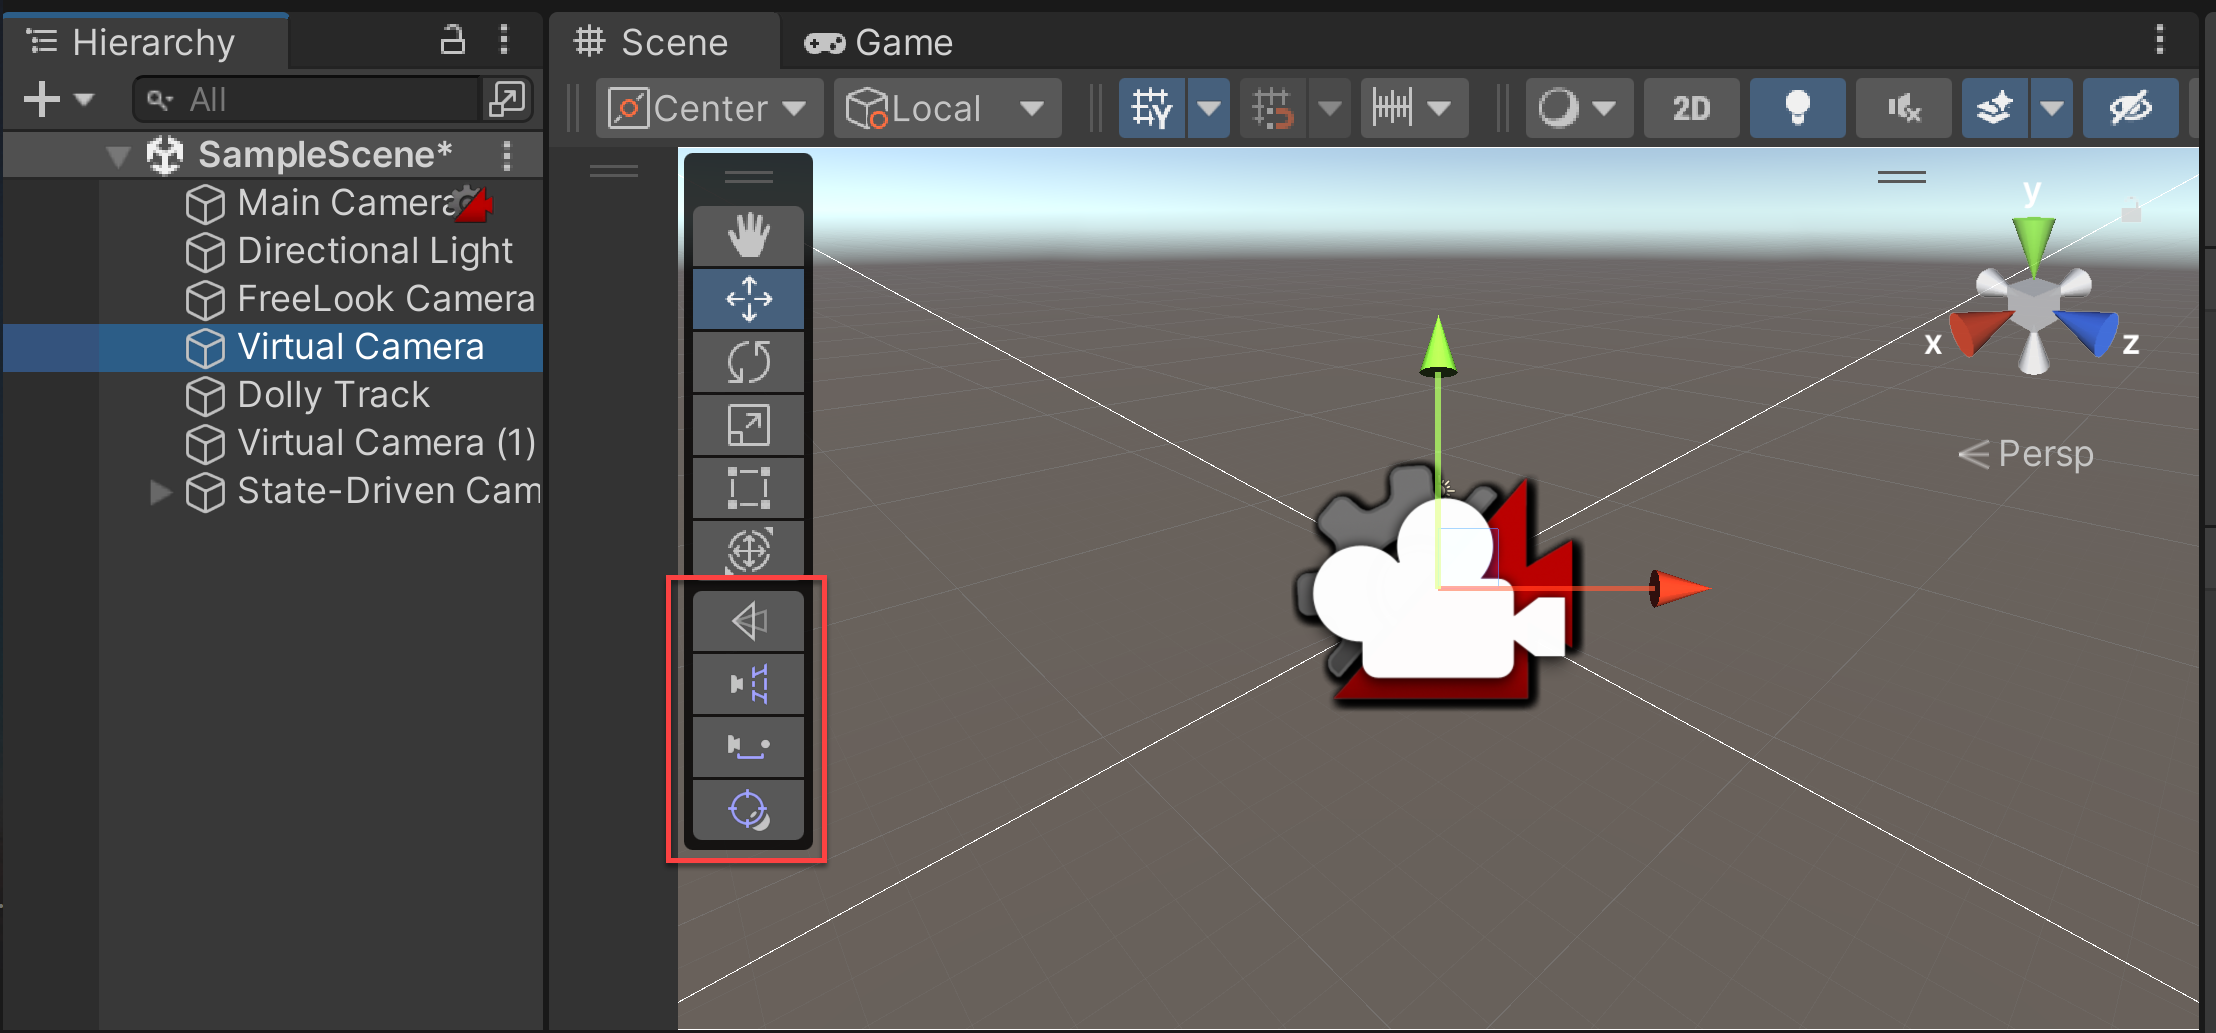 Hierarchy
All
SampleScene*
Main Camera
Directional Light
FreeLook Camera
Virtual Camera
Dolly Track
Virtual Camera (1)
State-Driven Cam
Scene
Game
Center
Local
2D
y
x
z
Persp